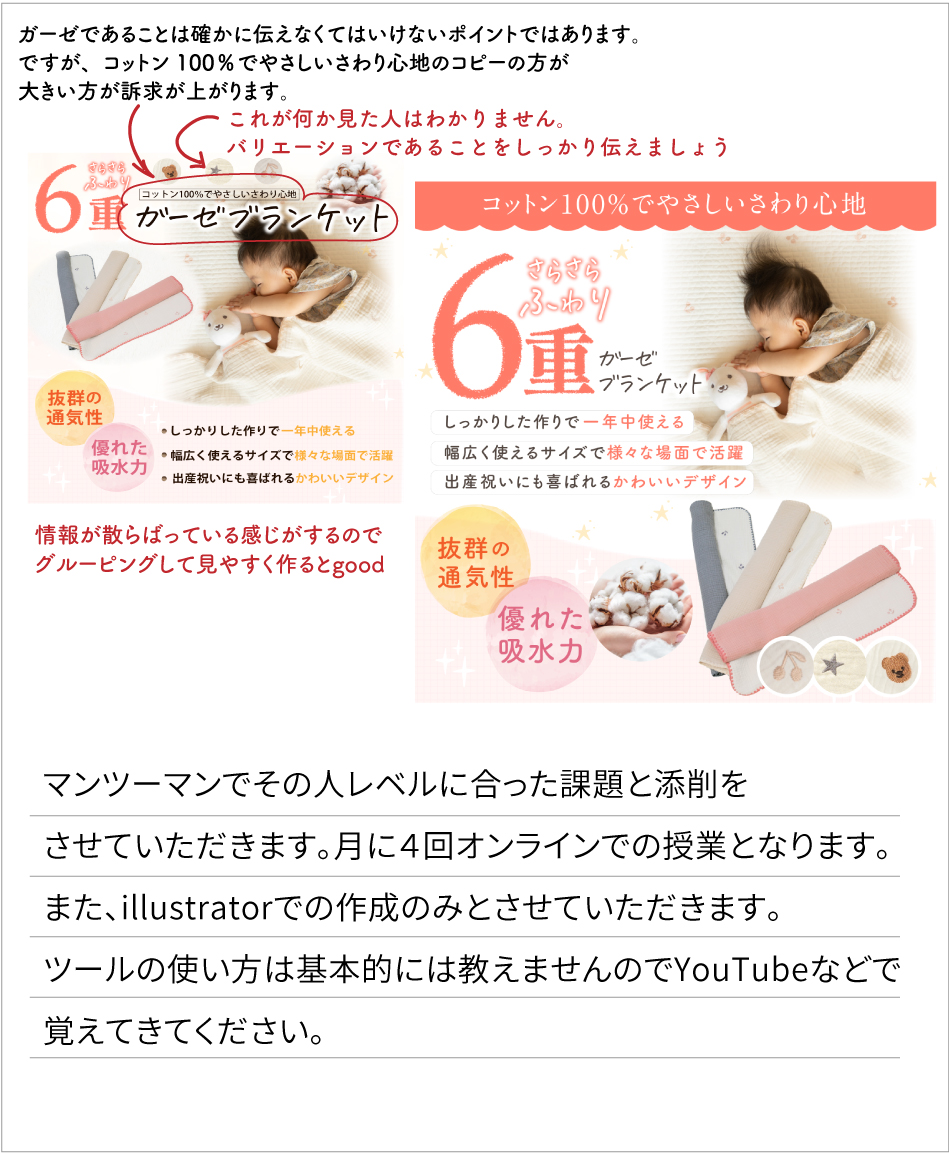 ガーゼであることは確かに伝えなくてはいけないポイントではあります。
ですが、コットン100％でやさしいさわり心地のコピーの方が
大きい方が訴求が上がります。
これが何か見た人はわかりません。
バリエーションであることをしっかり伝えましょう
6重
さらさら
ふわり
コットン100%でやさしいさわり心地
ガーゼブランケット
抜群の
通気性
優れた
吸水力
•しっかりした作りで一年中使える
•幅広く使えるサイズで様々な場面で活躍
•出産祝いにも喜ばれるかわいいデザイン
情報が散らばっている感じがするので
グルーピングして見やすく作るとgood
コットン100%でやさしいさわり心地
6重
さらさら
ふわり
ガーゼ
ブランケット
しっかりした作りで一年中使える
幅広く使えるサイズで様々な場面で活躍
出産祝いにも喜ばれるかわいいデザイン
抜群の
通気性
優れた
吸水力
マンツーマンでその人レベルに合った課題と添削を
させていただきます。月に４回オンラインでの授業となります。
また、illustratorでの作成のみとさせていただきます。
ツールの使い方は基本的には教えませんのでYouTubeなどで
覚えてきてください。